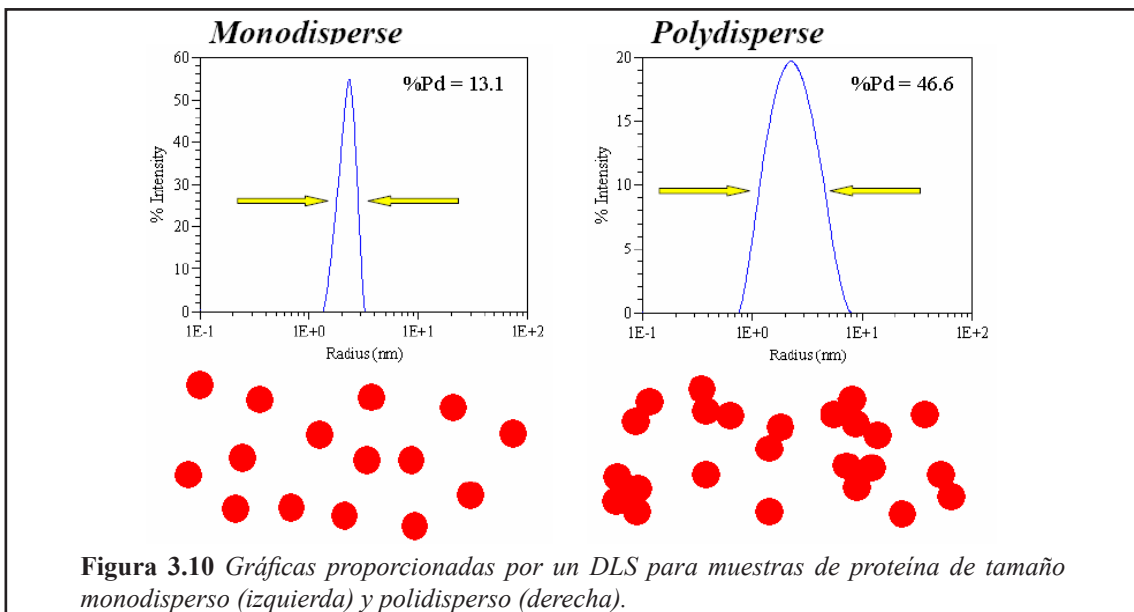 Monodisperse
60
50
40
30
20
10
0
% Intensity
%Pd = 13.1
1E-1 1E+0 1E+1 1E+2
Radius (nm)
Polydisperse
20
15
10
5
0
% Intensity
%Pd = 46.6
1E-1 1E+0 1E+1 1E+2
Radius (nm)
Figura 3.10 Gráficas proporcionadas por un DLS para muestras de proteína de tamaño
monodisperso (izquierda) y polidisperso (derecha).